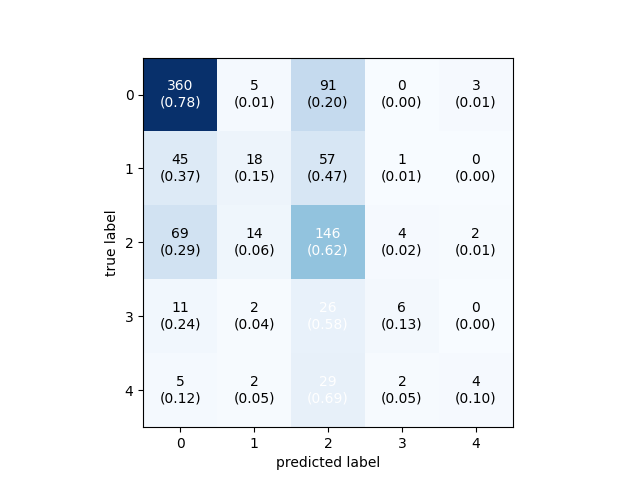 0 360 5 91 0 3
(0.78) (0.01) (0.20) (0.00) (0.01)
1 45 18 57 1 0
(0.37) (0.15) (0.47) (0.01) (0.00)
2 69 14 146 4 2
(0.29) (0.06) (0.62) (0.02) (0.01)
3 11 2 26 6 0
(0.24) (0.04) (0.58) (0.13) (0.00)
4 5 2 29 2 4
(0.12) (0.05) (0.69) (0.05) (0.10)
true label
0 1 2 3 4
predicted label